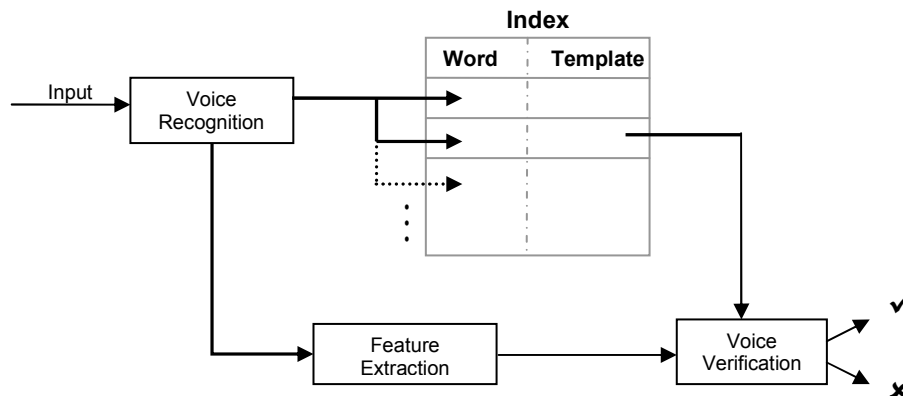 Index
Word Template
Input
Voice
Recognition
Feature
Extraction
Voice
Verification